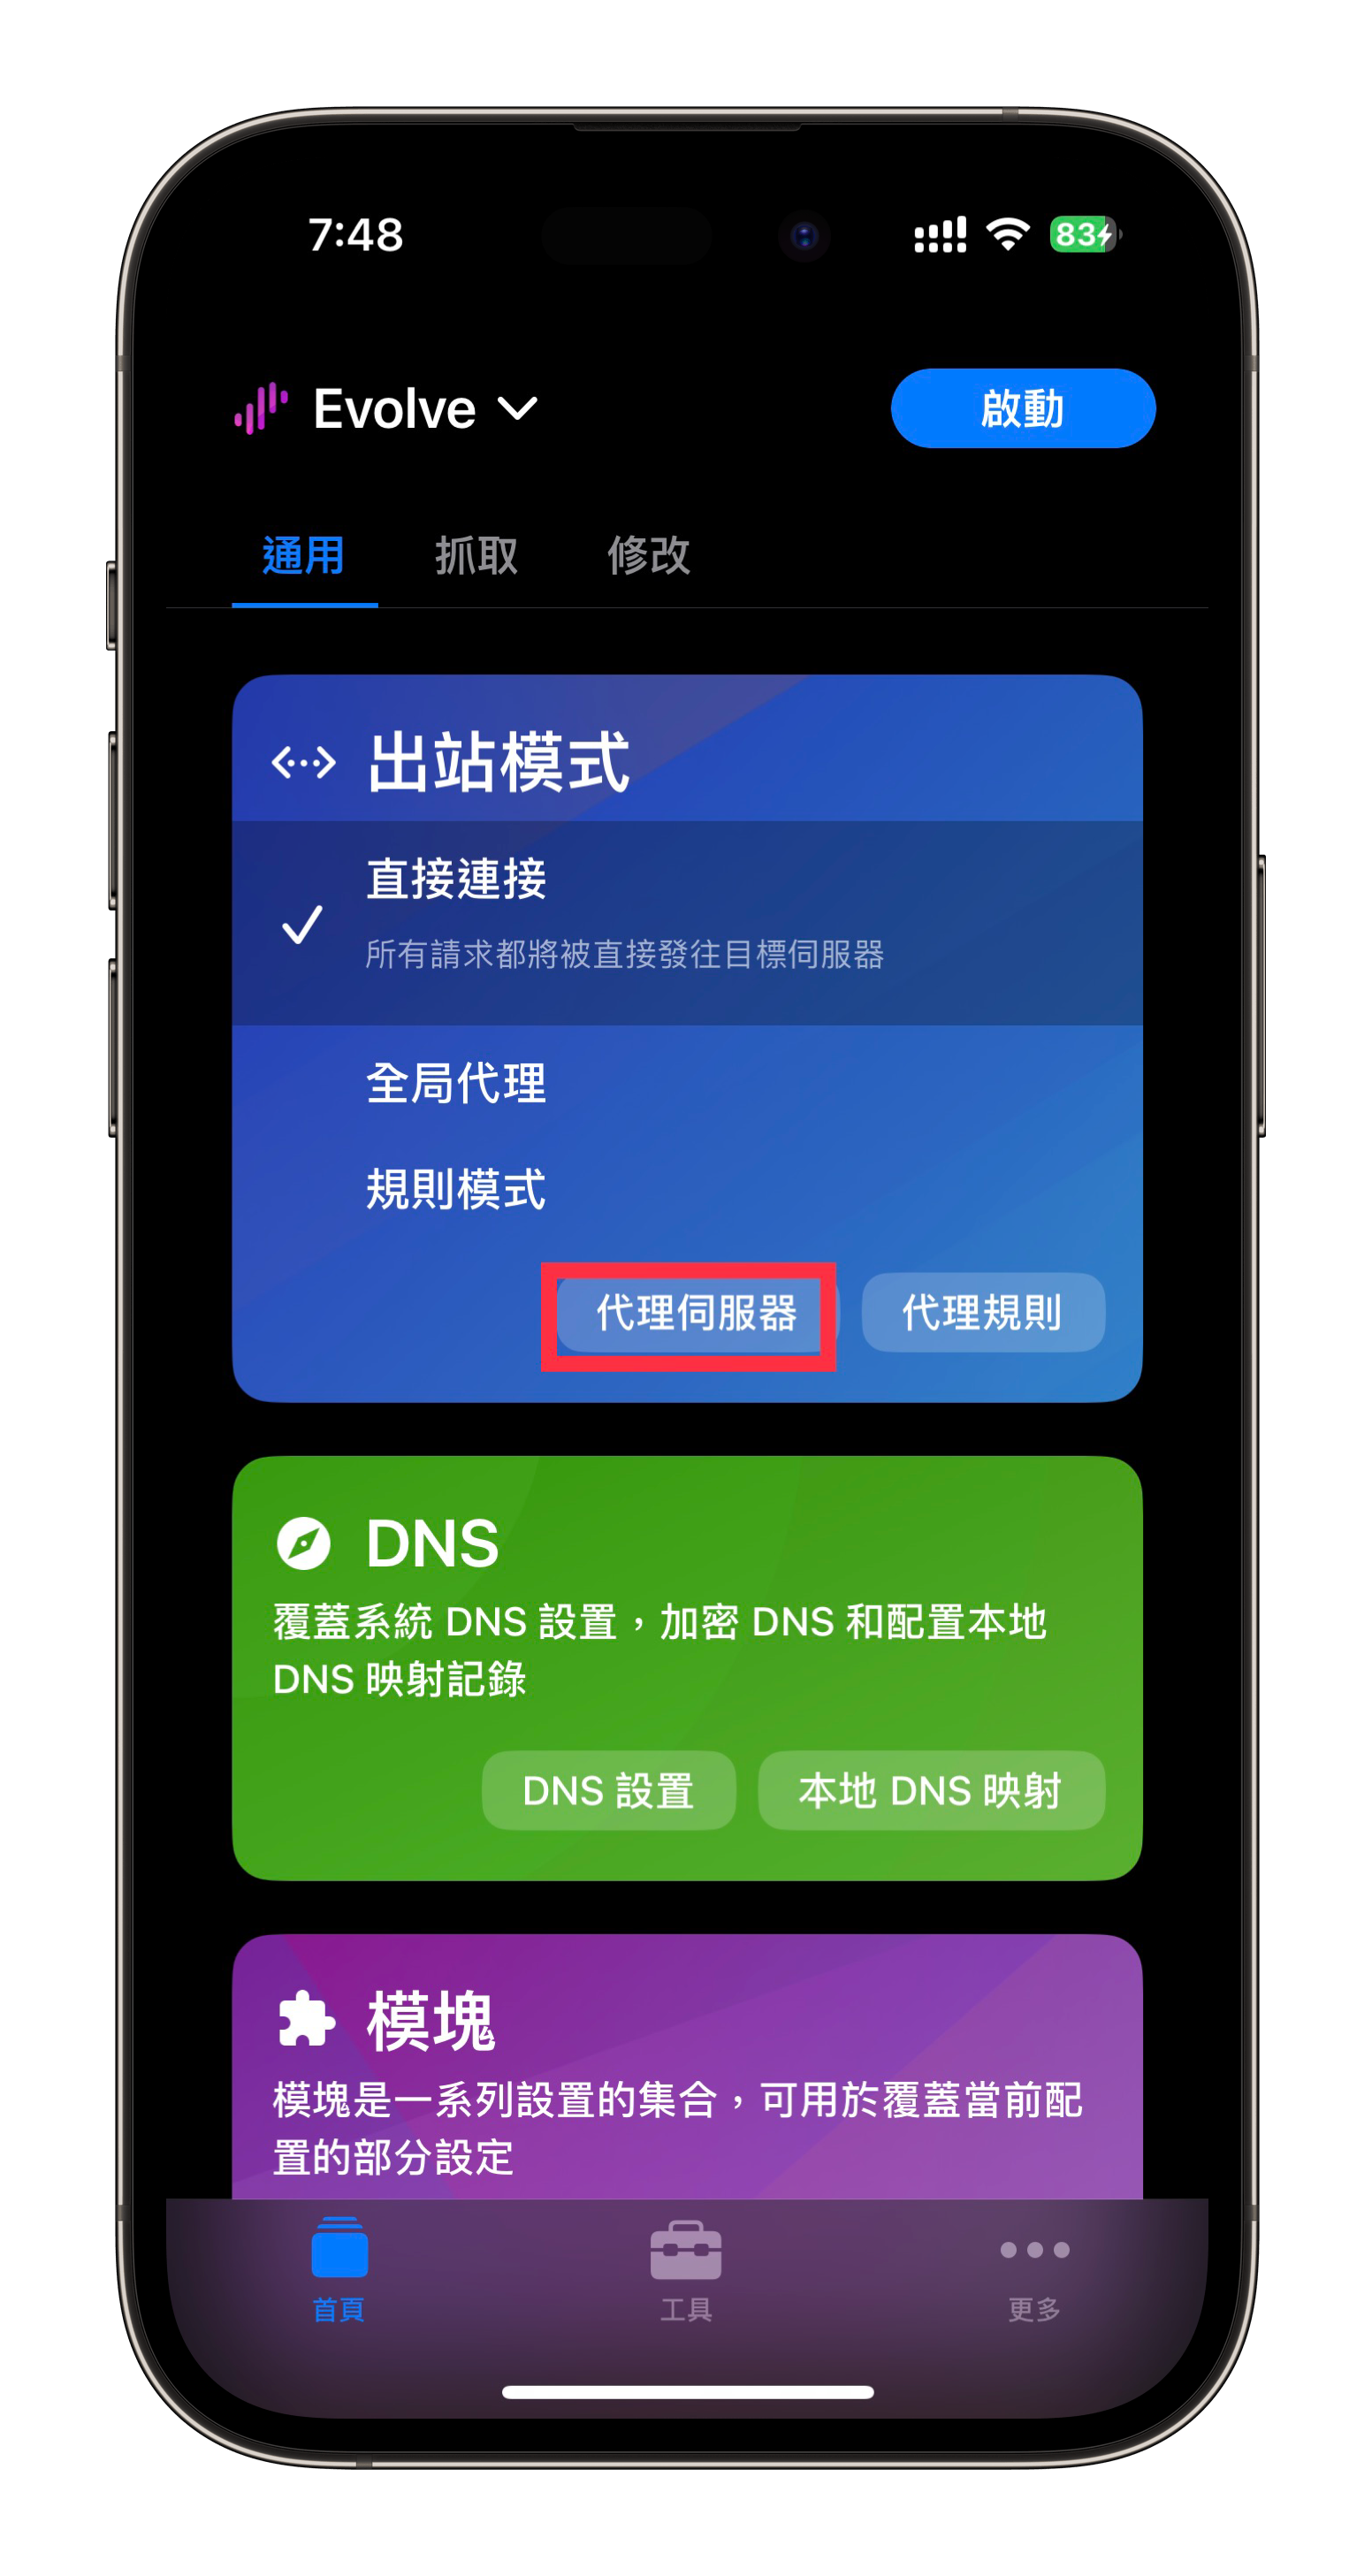 7:48
83
Evolve
啟動
通用 抓取 修改
出站模式
直接連接
所有請求都將被直接發往目標伺服器
全局代理
規則模式
代理伺服器 代理規則
DNS
覆蓋系統 DNS 設置，加密 DNS 和配置本地
DNS 映射記錄
DNS 設置 本地 DNS 映射
模塊
模塊是一系列設置的集合，可用於覆蓋當前配
置的部分設定
首頁 工具 更多